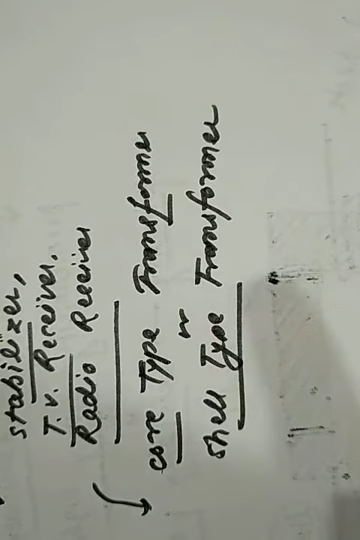 stabilizer,
T.V. Receiver.
Radio Receiver
core Type Transformer
"
shell Type Transformer